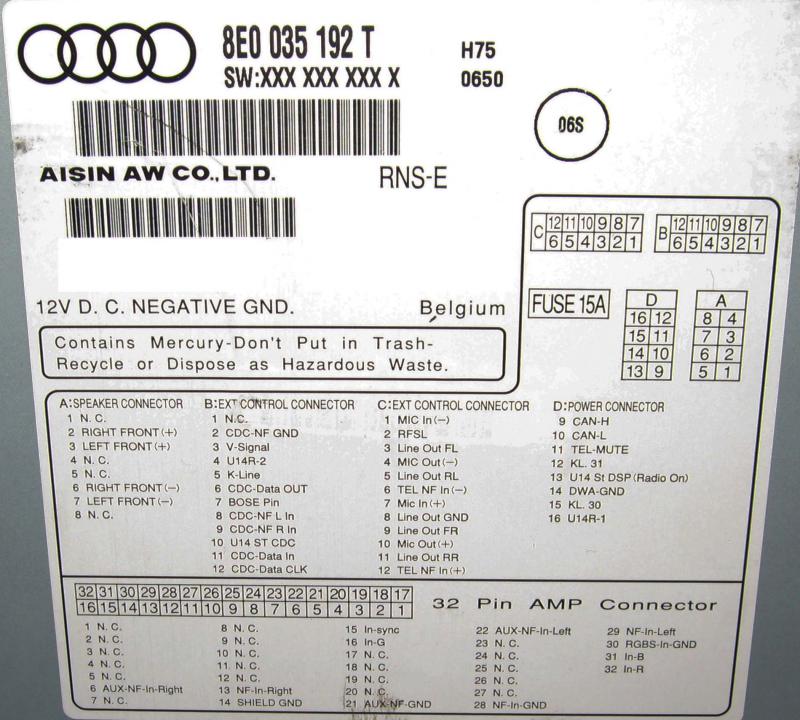 8E0 035 192 T
SW:XXX XXX XXX X
H75
0650
06S
AISIN AW CO.,LTD.
RNS-E
12V D. C. NEGATIVE GND.
Belgium
Contains Mercury-Don't Put in Trash-
Recycle or Dispose as Hazardous Waste.
C 12 11 10 9 8 7
6 5 4 3 2 1
B 12 11 10 9 8 7
6 5 4 3 2 1
FUSE 15A
D
16 12
15 11
14 10
13 9
A
8 4
7 3
6 2
5 1
A:SPEAKER CONNECTOR
1 N. C.
2 RIGHT FRONT(+)
3 LEFT FRONT(+)
4 N. C.
5 N. C.
6 RIGHT FRONT(−)
7 LEFT FRONT(−)
8 N. C.
B:EXT CONTROL CONNECTOR
1 N.C.
2 CDC-NF GND
3 V-Signal
4 U14R-2
5 K-Line
6 CDC-Data OUT
7 BOSE Pin
8 CDC-NF L In
9 CDC-NF R In
10 U14 ST CDC
11 CDC-Data In
12 CDC-Data CLK
C:EXT CONTROL CONNECTOR
1 MIC In(−)
2 RFSL
3 Line Out FL
4 MIC Out(−)
5 Line Out RL
6 TEL NF In(−)
7 Mic In(+)
8 Line Out GND
9 Line Out FR
10 Mic Out(+)
11 Line Out RR
12 TEL NF In(+)
D:POWER CONNECTOR
9 CAN-H
10 CAN-L
11 TEL-MUTE
12 KL. 31
13 U14 St DSP(Radio On)
14 DWA-GND
15 KL. 30
16 U14R-1
32 31 30 29 28 27 26 25 24 23 22 21 20 19 18 17
16 15 14 13 12 11 10 9 8 7 6 5 4 3 2 1
32 Pin AMP Connector
1 N. C.
2 N. C.
3 N. C.
4 N. C.
5 N. C.
6 AUX-NF-In-Right
7 N. C.
8 N. C.
9 N. C.
10 N. C.
11 N. C.
12 N. C.
13 NF-In-Right
14 SHIELD GND
15 In-sync
16 In-G
17 N. C.
18 N. C.
19 N. C.
20 N. C.
21 AUX-NF-GND
22 AUX-NF-In-Left
23 N. C.
24 N. C.
25 N. C.
26 N. C.
27 N. C.
28 NF-In-GND
29 NF-In-Left
30 RGBS-In-GND
31 In-B
32 In-R